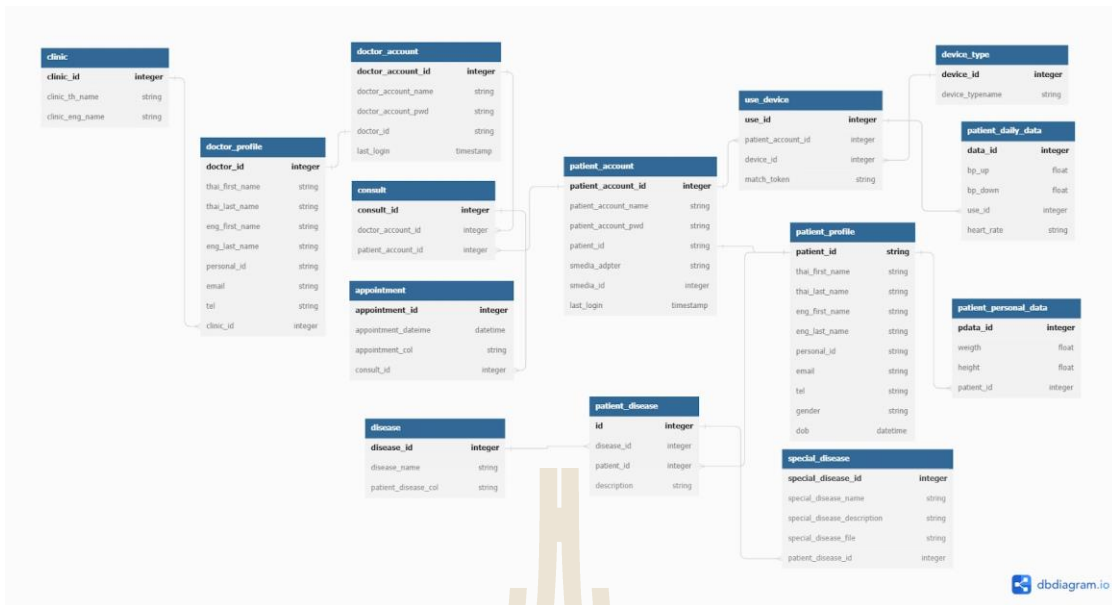 clinic
clinic_id integer
clinic_th_name string
clinic_eng_name string
doctor_profile
doctor_id integer
thai_first_name string
thai_last_name string
eng_first_name string
eng_last_name string
personal_id string
email string
tel string
clinic_id integer
doctor_account
doctor_account_id integer
doctor_account_name string
doctor_account_pwd string
doctor_id string
last_login timestamp
consult
consult_id integer
doctor_account_id integer
patient_account_id integer
appointment
appointment_id integer
appointment_dateime datetime
appointment_col string
consult_id integer
disease
disease_id integer
disease_name string
patient_disease_col string
patient_account
patient_account_id integer
patient_account_name string
patient_account_pwd string
patient_id string
smedia_adpter string
smedia_id integer
last_login timestamp
patient_disease
id integer
disease_id integer
patient_id integer
description string
use_device
use_id integer
patient_account_id integer
device_id integer
match_token string
patient_profile
patient_id string
thai_first_name string
thai_last_name string
eng_first_name string
eng_last_name string
personal_id string
email string
tel string
gender string
dob datetime
special_disease
special_disease_id integer
special_disease_name string
special_disease_description string
special_disease_file string
patient_disease_id integer
device_type
device_id integer
device_typename string
patient_daily_data
data_id integer
bp_up float
bp_down float
use_id integer
heart_rate string
patient_personal_data
pdata_id integer
weigth float
height float
patient_id integer
dbdiagram.io